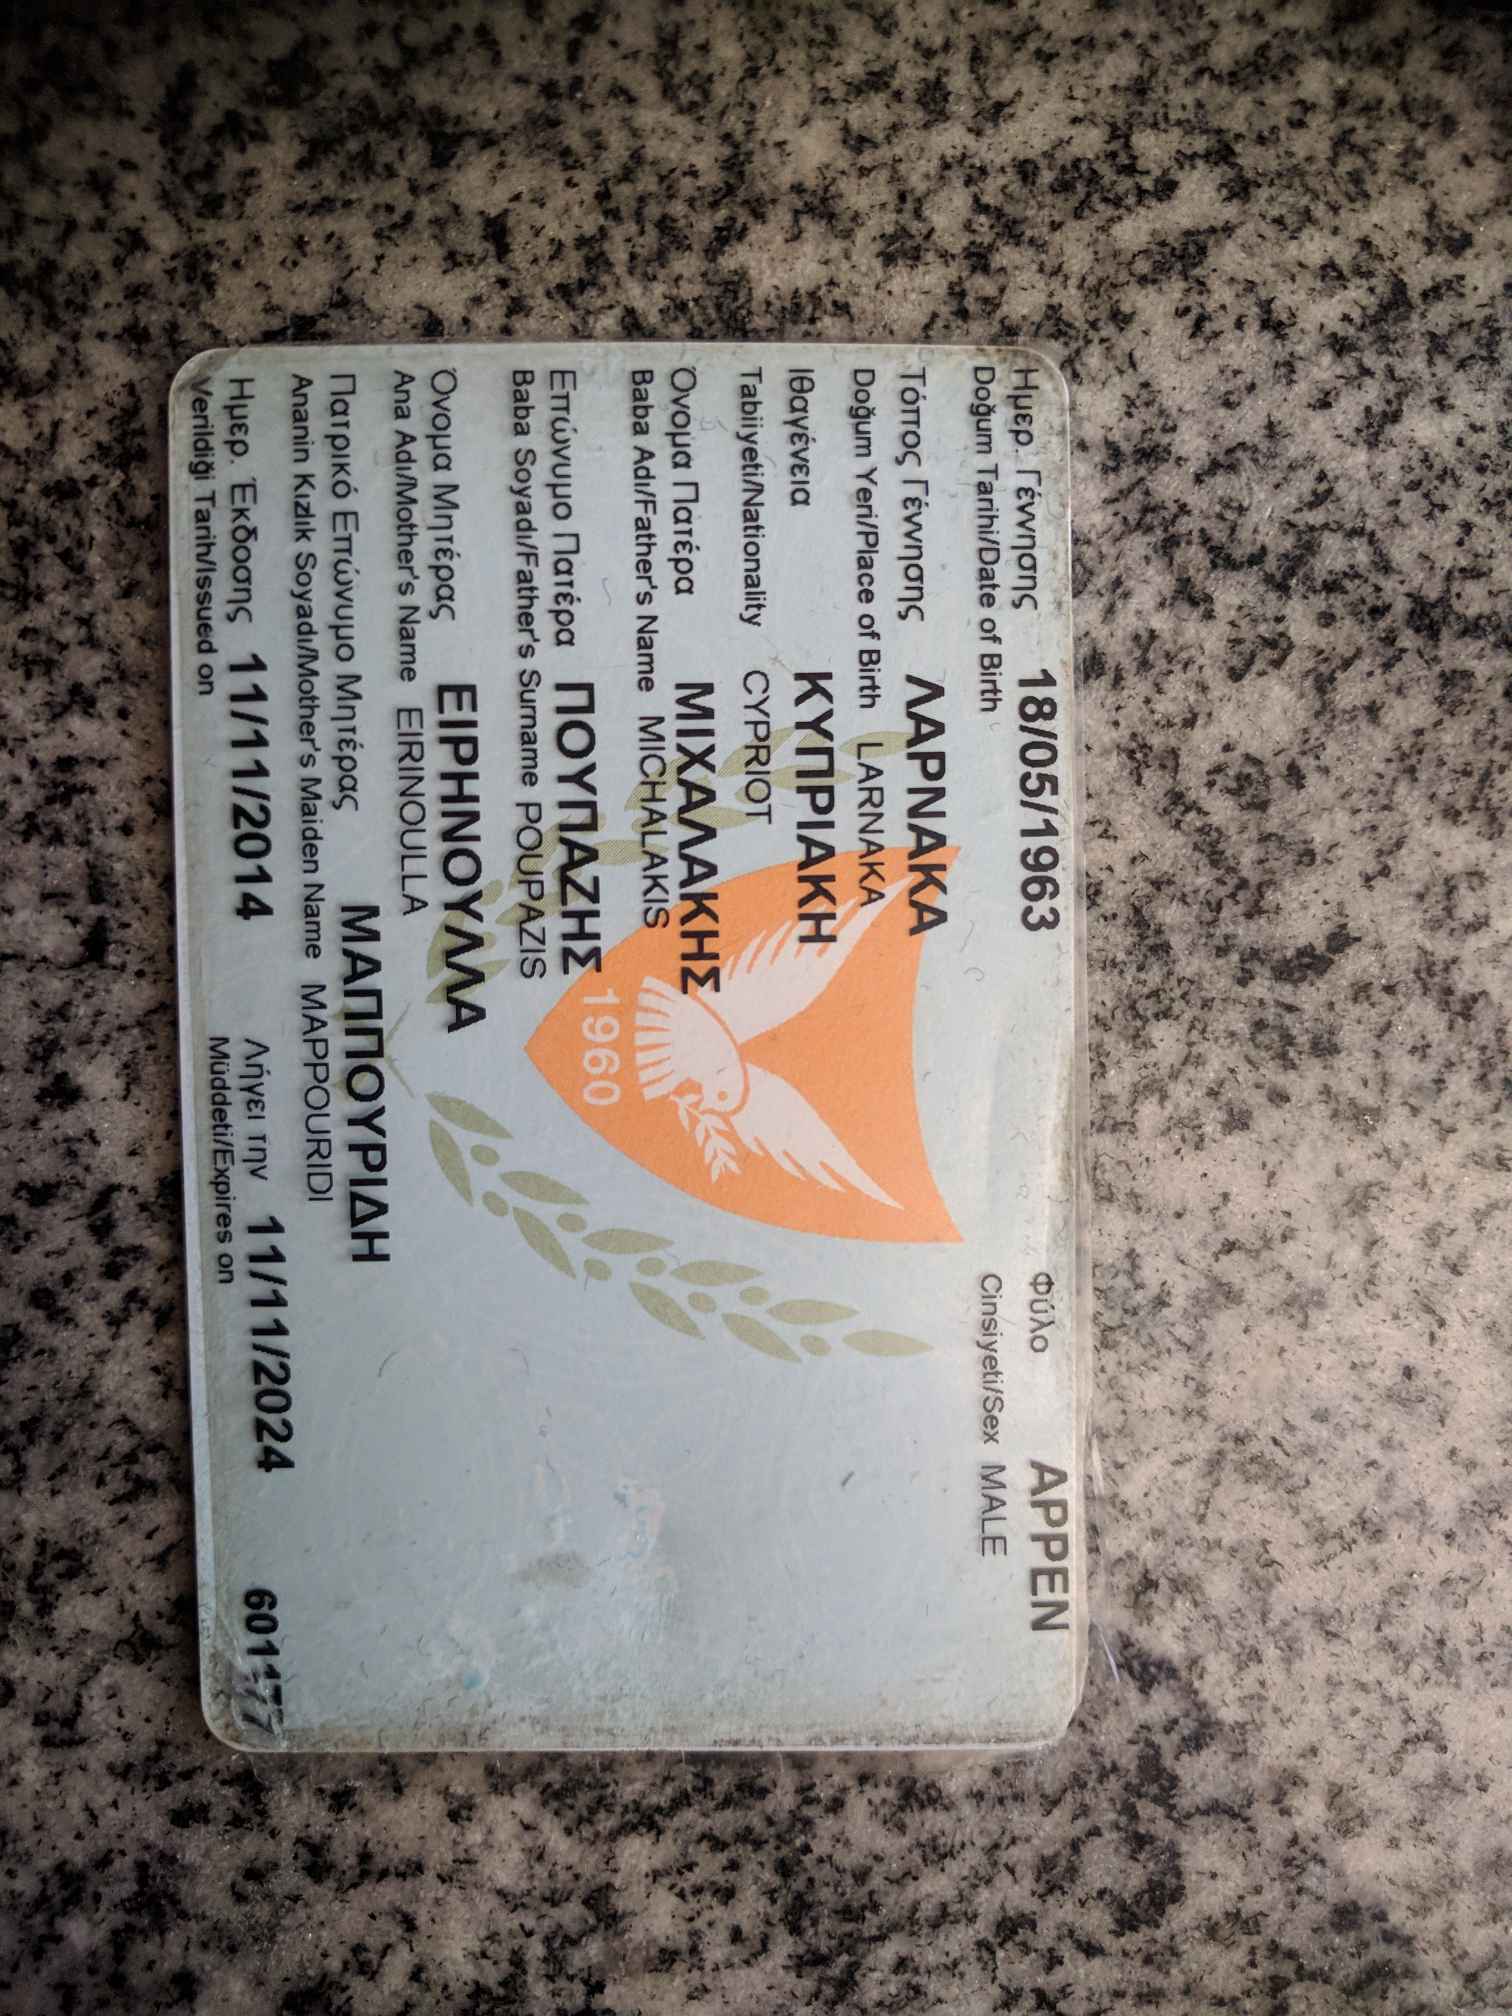 Ημερ. Γέννησης 18/05/1963 Φύλο ΑΡΡΕΝ
Doğum Tarihi/Date of Birth Cinsiyeti/Sex MALE
Τόπος Γέννησης ΛΑΡΝΑΚΑ
Doğum Yeri/Place of Birth LARNAKA
Ιθαγένεια ΚΥΠΡΙΑΚΗ
Tabiiyeti/Nationality CYPRIOT
Όνομα Πατέρα ΜΙΧΑΛΑΚΗΣ
Baba Adı/Father's Name MICHALAKIS
Επώνυμο Πατέρα ΠΟΥΠΑΖΗΣ
Baba Soyadı/Father's Surname POUPAZIS
1960
Όνομα Μητέρας ΕΙΡΗΝΟΥΛΛΑ
Ana Adı/Mother's Name EIRINOULLA
Πατρικό Επώνυμο Μητέρας ΜΑΠΠΟΥΡΙΔΗ
Ananin Kızlık Soyadı/Mother's Maiden Name MAPPOURIDI
Ημερ. Έκδοσης 11/11/2014 Λήγει την 11/11/2024
Verildiği Tarih/Issued on Müddeti/Expires on